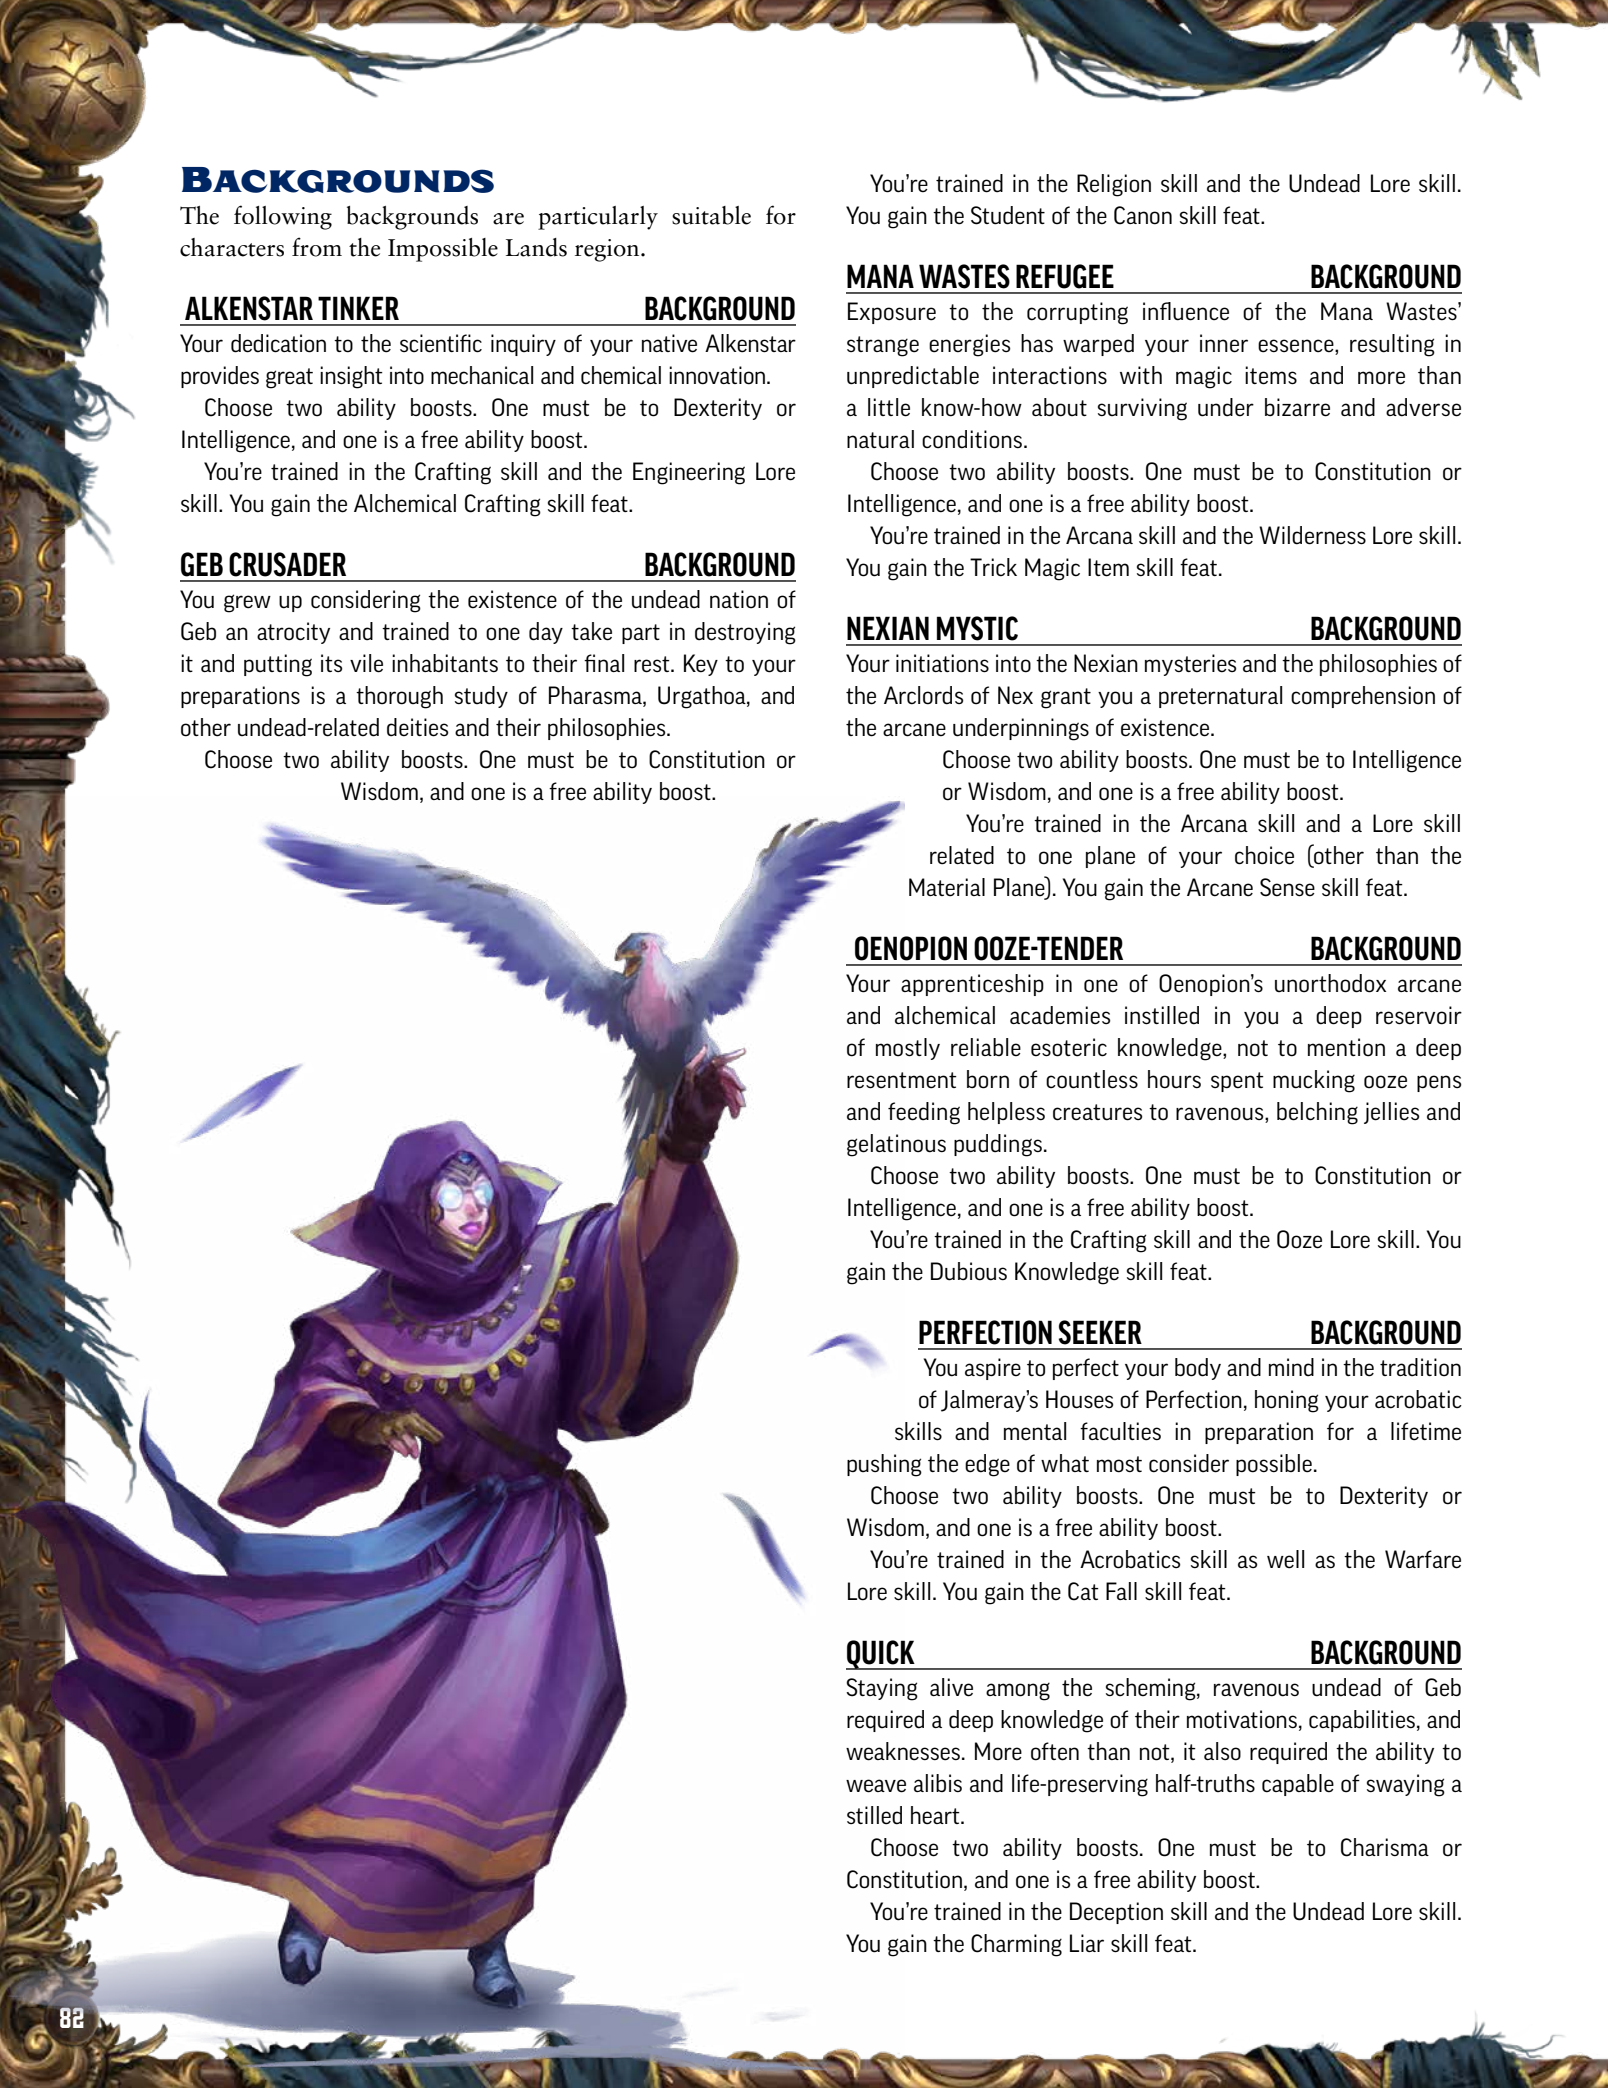 BACKGROUNDS
The following backgrounds are particularly suitable for
characters from the Impossible Lands region.
ALKENSTAR TINKER BACKGROUND
Your dedication to the scientific inquiry of your native Alkenstar
provides great insight into mechanical and chemical innovation.
Choose two ability boosts. One must be to Dexterity or
Intelligence, and one is a free ability boost.
You're trained in the Crafting skill and the Engineering Lore
skill. You gain the Alchemical Crafting skill feat.
GEB CRUSADER BACKGROUND
You grew up considering the existence of the undead nation of
Geb an atrocity and trained to one day take part in destroying
it and putting its vile inhabitants to their final rest. Key to your
preparations is a thorough study of Pharasma, Urgathoa, and
other undead-related deities and their philosophies.
Choose two ability boosts. One must be to Constitution or
Wisdom, and one is a free ability boost.
You're trained in the Religion skill and the Undead Lore skill.
You gain the Student of the Canon skill feat.
MANA WASTES REFUGEE BACKGROUND
Exposure to the corrupting influence of the Mana Wastes'
strange energies has warped your inner essence, resulting in
unpredictable interactions with magic items and more than
a little know-how about surviving under bizarre and adverse
natural conditions.
Choose two ability boosts. One must be to Constitution or
Intelligence, and one is a free ability boost.
You're trained in the Arcana skill and the Wilderness Lore skill.
You gain the Trick Magic Item skill feat.
NEXIAN MYSTIC BACKGROUND
Your initiations into the Nexian mysteries and the philosophies of
the Arclords of Nex grant you a preternatural comprehension of
the arcane underpinnings of existence.
Choose two ability boosts. One must be to Intelligence
or Wisdom, and one is a free ability boost.
You're trained in the Arcana skill and a Lore skill
related to one plane of your choice (other than the
Material Plane). You gain the Arcane Sense skill feat.
OENOPION OOZE-TENDER BACKGROUND
Your apprenticeship in one of Oenopion's unorthodox arcane
and alchemical academies instilled in you a deep reservoir
of mostly reliable esoteric knowledge, not to mention a deep
resentment born of countless hours spent mucking ooze pens
and feeding helpless creatures to ravenous, belching jellies and
gelatinous puddings.
Choose two ability boosts. One must be to Constitution or
Intelligence, and one is a free ability boost.
You're trained in the Crafting skill and the Ooze Lore skill. You
gain the Dubious Knowledge skill feat.
PERFECTION SEEKER BACKGROUND
You aspire to perfect your body and mind in the tradition
of Jalmeray's Houses of Perfection, honing your acrobatic
skills and mental faculties in preparation for a lifetime
pushing the edge of what most consider possible.
Choose two ability boosts. One must be to Dexterity or
Wisdom, and one is a free ability boost.
You're trained in the Acrobatics skill as well as the Warfare
Lore skill. You gain the Cat Fall skill feat.
QUICK BACKGROUND
Staying alive among the scheming, ravenous undead of Geb
required a deep knowledge of their motivations, capabilities, and
weaknesses. More often than not, it also required the ability to
weave alibis and life-preserving half-truths capable of swaying a
stilled heart.
Choose two ability boosts. One must be to Charisma or
Constitution, and one is a free ability boost.
You're trained in the Deception skill and the Undead Lore skill.
You gain the Charming Liar skill feat.
82